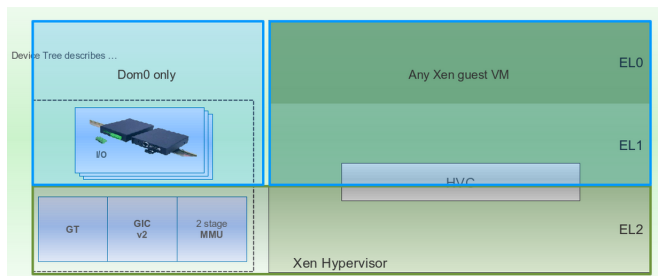 Device Tree describes …
Dom0 only
Any Xen guest VM
EL0
I/O
EL1
HVC
GT
GIC
v2
2 stage
MMU
EL2
Xen Hypervisor